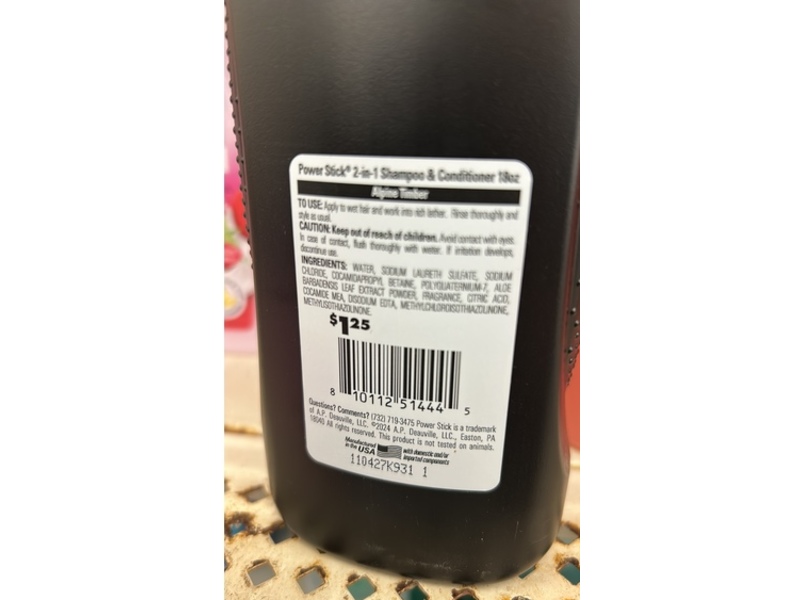 Power Stick® 2-in-1 Shampoo & Conditioner 18oz
Alpine Timber
TO USE: Apply to wet hair and work into rich lather. Rinse thoroughly and
style as usual.
CAUTION: Keep out of reach of children. Avoid contact with eyes.
In case of contact, flush thoroughly with water. If irritation develops,
discontinue use.
INGREDIENTS: WATER, SODIUM LAURETH SULFATE, SODIUM
CHLORIDE, COCAMIDAPROPYL BETAINE, POLYQUATERNIUM-7, ALOE
BARBADENSIS LEAF EXTRACT POWDER, FRAGRANCE, CITRIC ACID,
COCAMIDE MEA, DISODIUM EDTA, METHYLCHLOROISOTHIAZOLINONE,
METHYLISOTHIAZOLINONE.
$1.25
8 10112 51444 5
Questions? Comments? (732) 719-3475 Power Stick is a trademark
of A.P. Deauville, LLC. ©2024 A.P. Deauville, LLC., Easton, PA
18040 All rights reserved. This product is not tested on animals.
Manufactured
in the USA with domestic and/or
imported components
110427K931 1